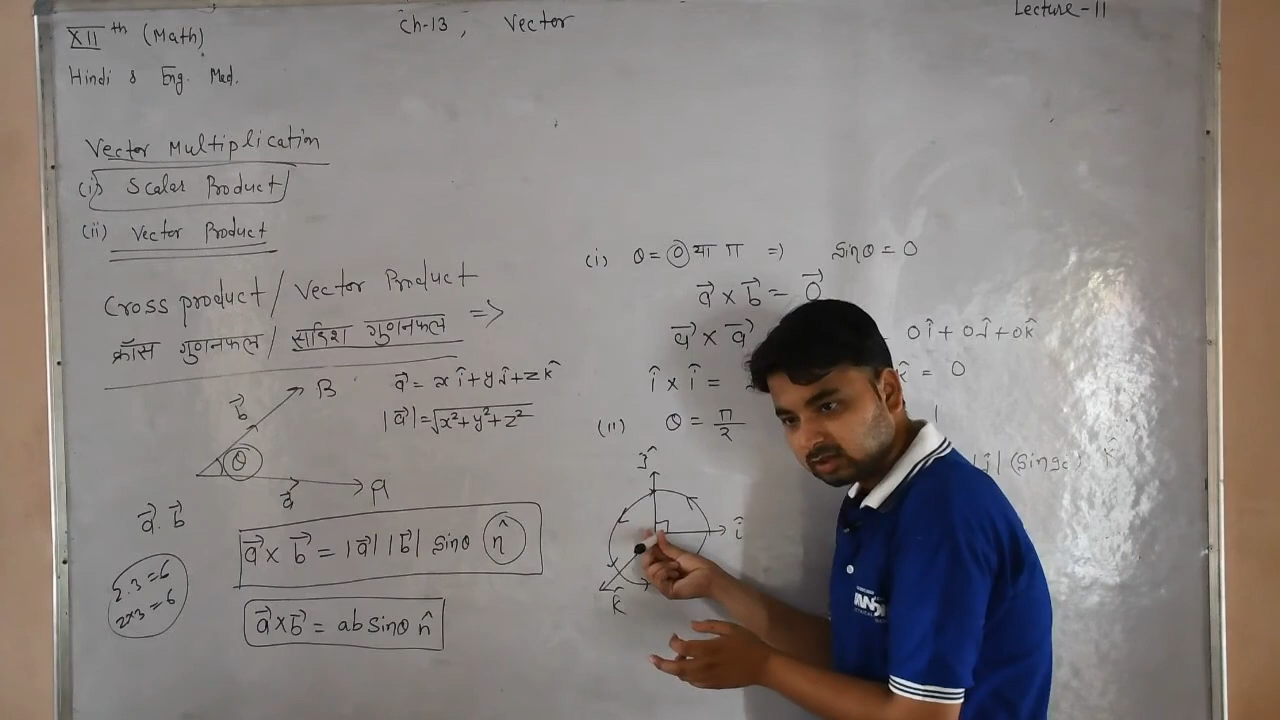 XII th (Math)
Hindi & Eng. Med.
Ch-13, Vector
Lecture-11
Vector Multiplication
(i) Scalar Product
(ii) Vector Product
Cross product / Vector Product
क्रॉस गुणनफल / सदिश गुणनफल =>
b⃗ B
θ
a⃗ A
a⃗ = x î + y ĵ + z k̂
|a⃗| = √x²+y²+z²
a⃗ . b⃗
2.3 = 6
2×3 = 6
a⃗ × b⃗ = |a⃗| |b⃗| sinθ n̂
a⃗ × b⃗ = ab sinθ n̂
(i) θ = 0 या π => sinθ = 0
a⃗ × b⃗ = 0⃗
a⃗ × a⃗ 0î + 0ĵ + 0k̂
î × î = = 0
(ii) θ = π/2 1
|ĵ| (sin90 k̂
ĵ
î
k̂